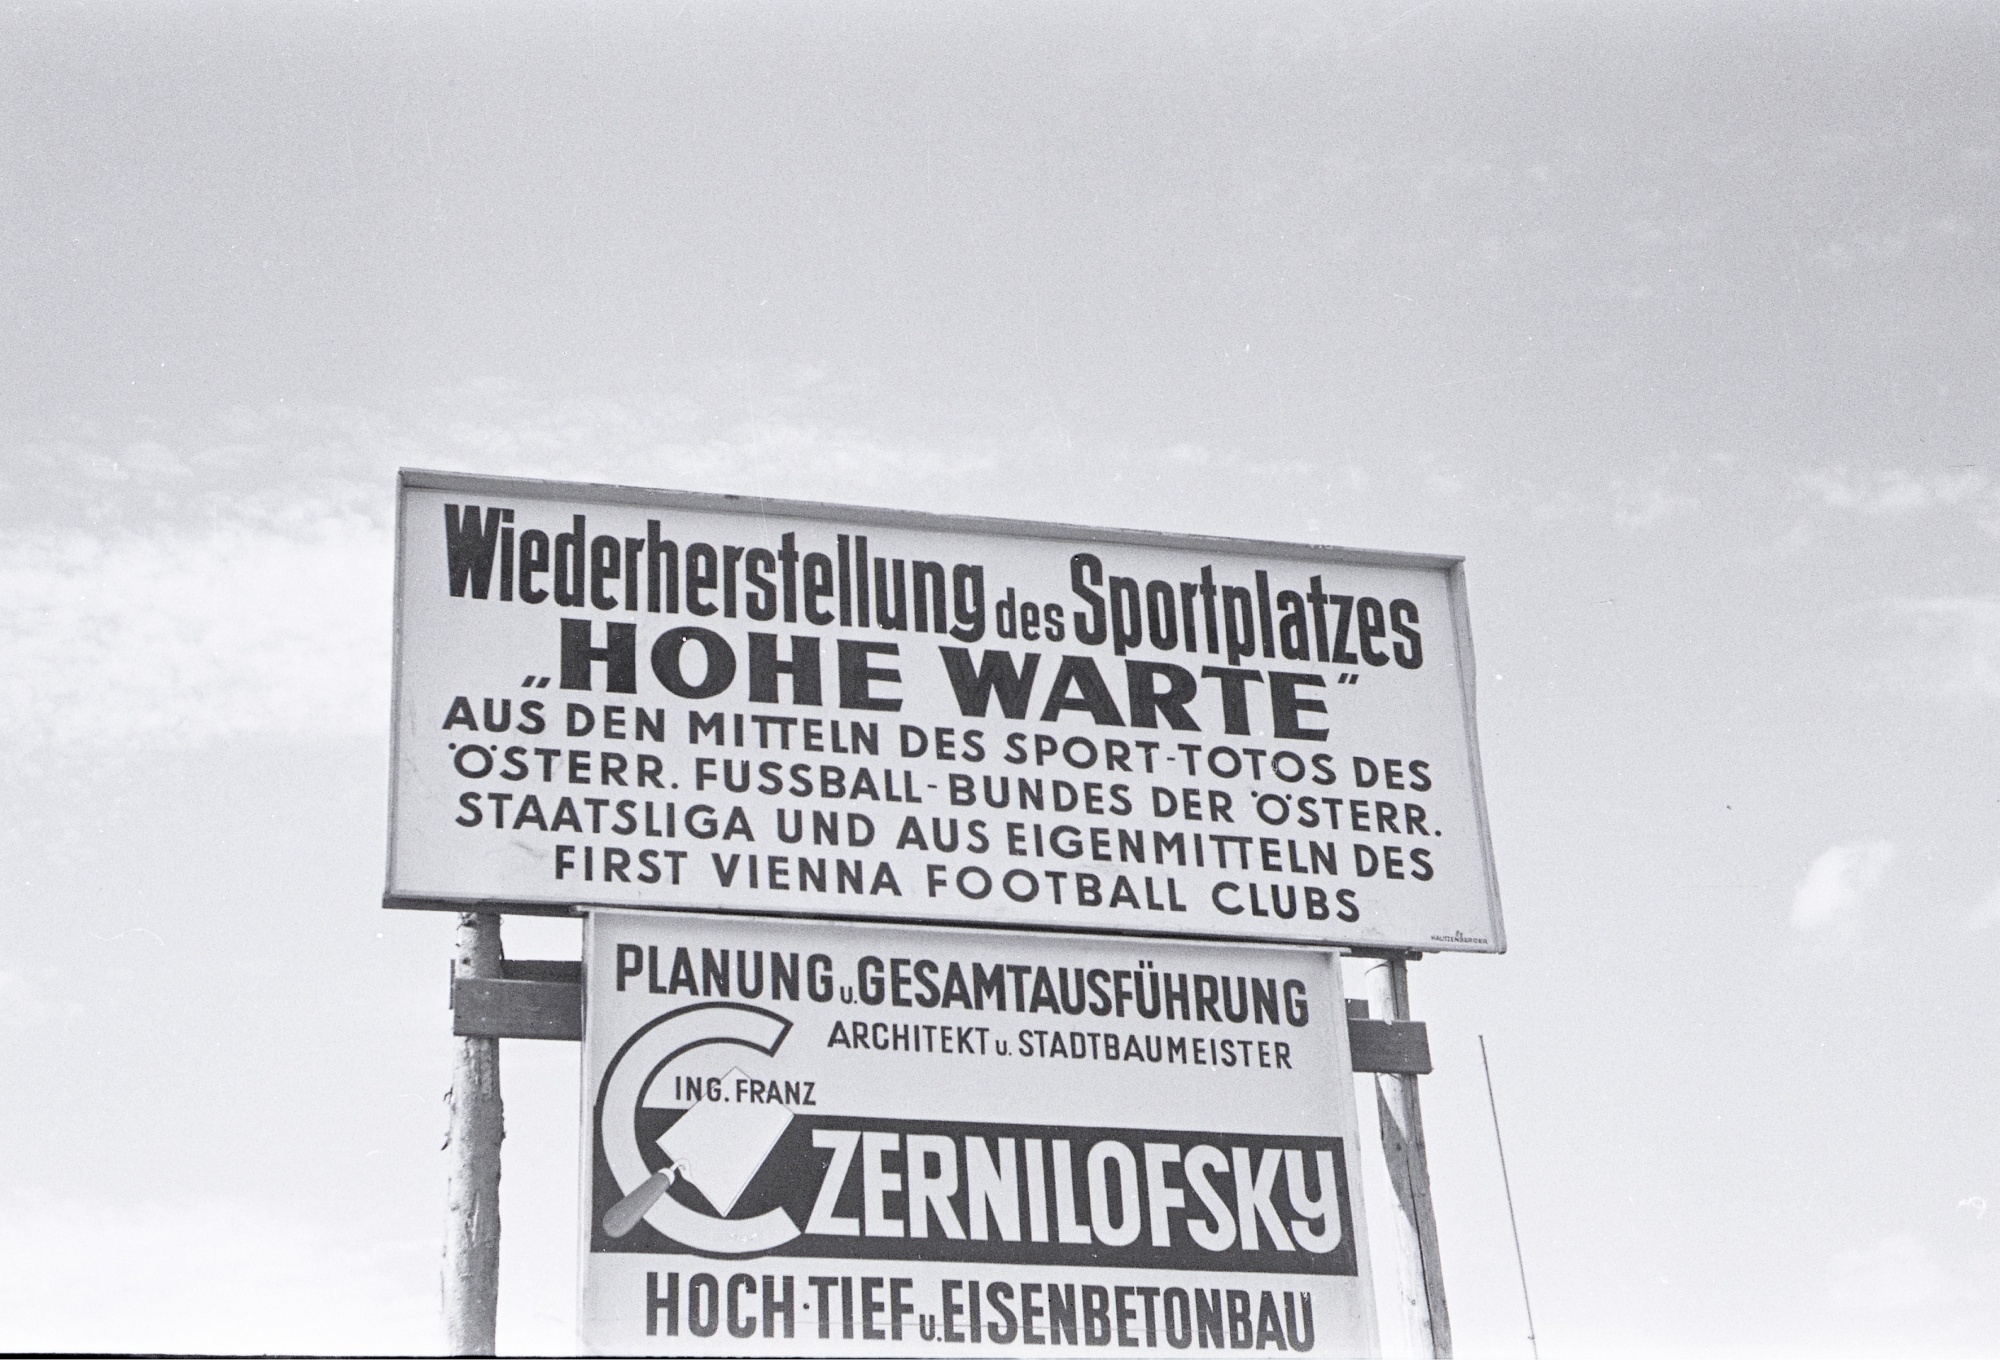 Wiederherstellung des Sportplatzes
„HOHE WARTE"
AUS DEN MITTELN DES SPORT-TOTOS DES
ÖSTERR. FUSSBALL-BUNDES DER ÖSTERR.
STAATSLIGA UND AUS EIGENMITTELN DES
FIRST VIENNA FOOTBALL CLUBS
PLANUNG u. GESAMTAUSFÜHRUNG
ARCHITEKT u. STADTBAUMEISTER
ING. FRANZ
CZERNILOFSKY
HOCH·TIEF u. EISENBETONBAU